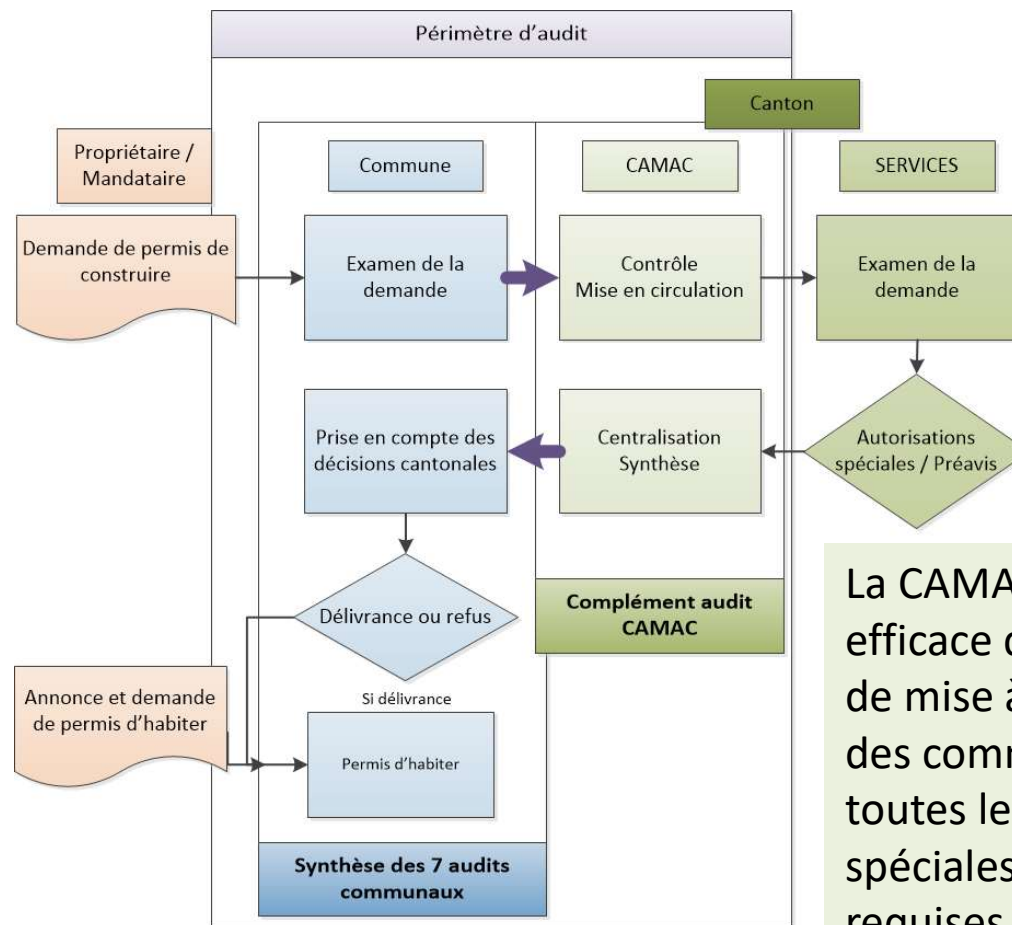 Périmètre d’audit
Canton
Propriétaire /
Mandataire
Commune
CAMAC
SERVICES
Demande de permis de
construire
Examen de la
demande
Contrôle
Mise en circulation
Examen de la
demande
Prise en compte des
décisions cantonales
Centralisation
Synthèse
Autorisations
spéciales / Préavis
Délivrance ou refus
Complément audit
CAMAC
Annonce et demande
de permis d’habiter
Si délivrance
Permis d’habiter
Synthèse des 7 audits
communaux
La CAMA
efficace
de mise à
des comm
toutes le
spéciales
requises